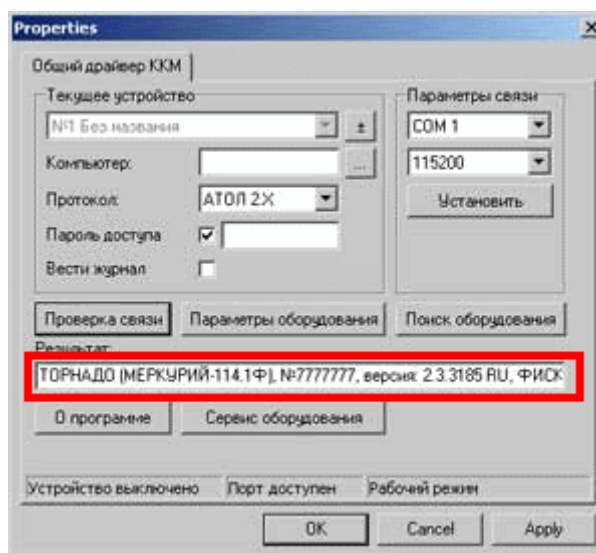 Properties
Общий драйвер ККМ
Текущее устройство
№1 Без названия
±
Компьютер:
...
Протокол:
АТОЛ 2.X
Пароль доступа
Вести журнал
Параметры связи
COM 1
115200
Установить
Проверка связи
Параметры оборудования
Поиск оборудования
Результат:
ТОРНАДО (МЕРКУРИЙ-114.1Ф), №7777777, версия: 2.3.3185 RU, ФИСК
О программе
Сервис оборудования
Устройство выключено
Порт доступен
Рабочий режим
OK
Cancel
Apply